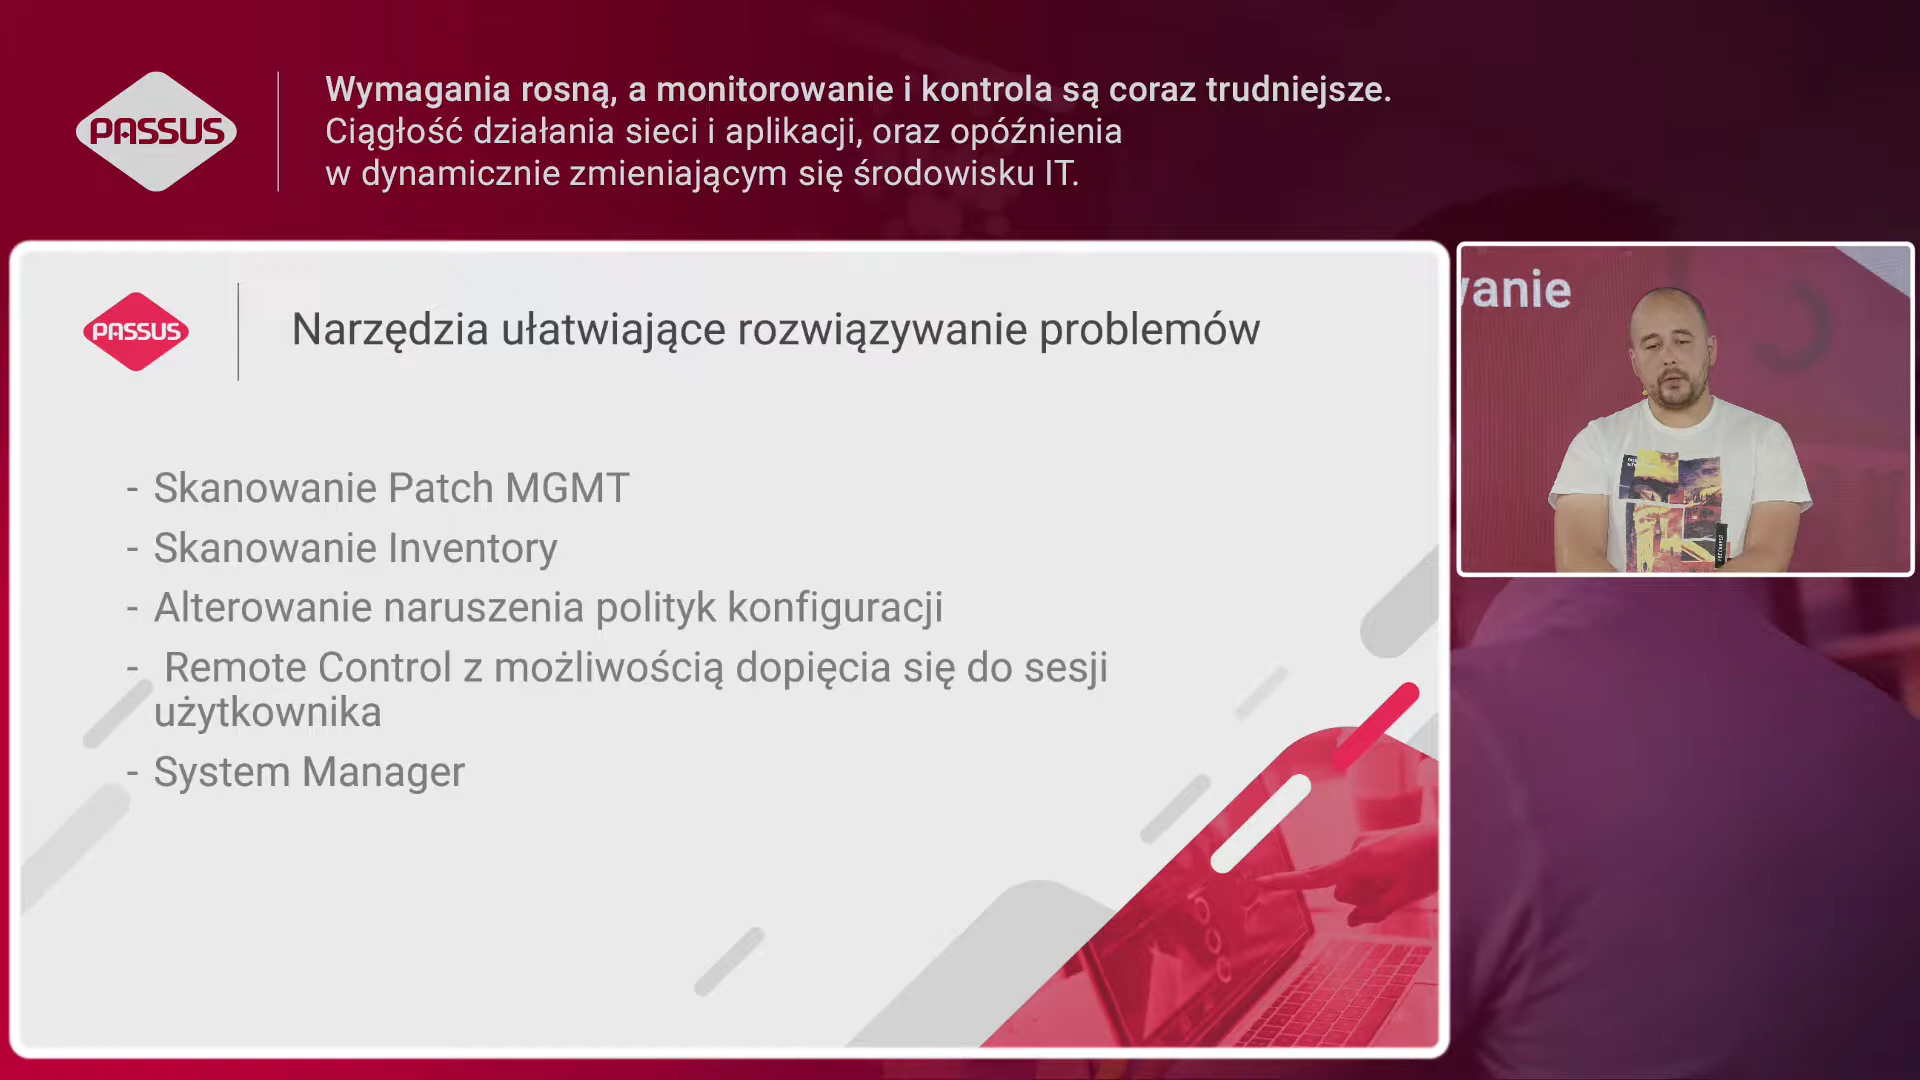 PASSUS
Wymagania rosną, a monitorowanie i kontrola są coraz trudniejsze.
Ciągłość działania sieci i aplikacji, oraz opóźnienia
w dynamicznie zmieniającym się środowisku IT.
PASSUS
Narzędzia ułatwiające rozwiązywanie problemów
- Skanowanie Patch MGMT
- Skanowanie Inventory
- Alterowanie naruszenia polityk konfiguracji
- Remote Control z możliwością dopięcia się do sesji
użytkownika
- System Manager
wanie